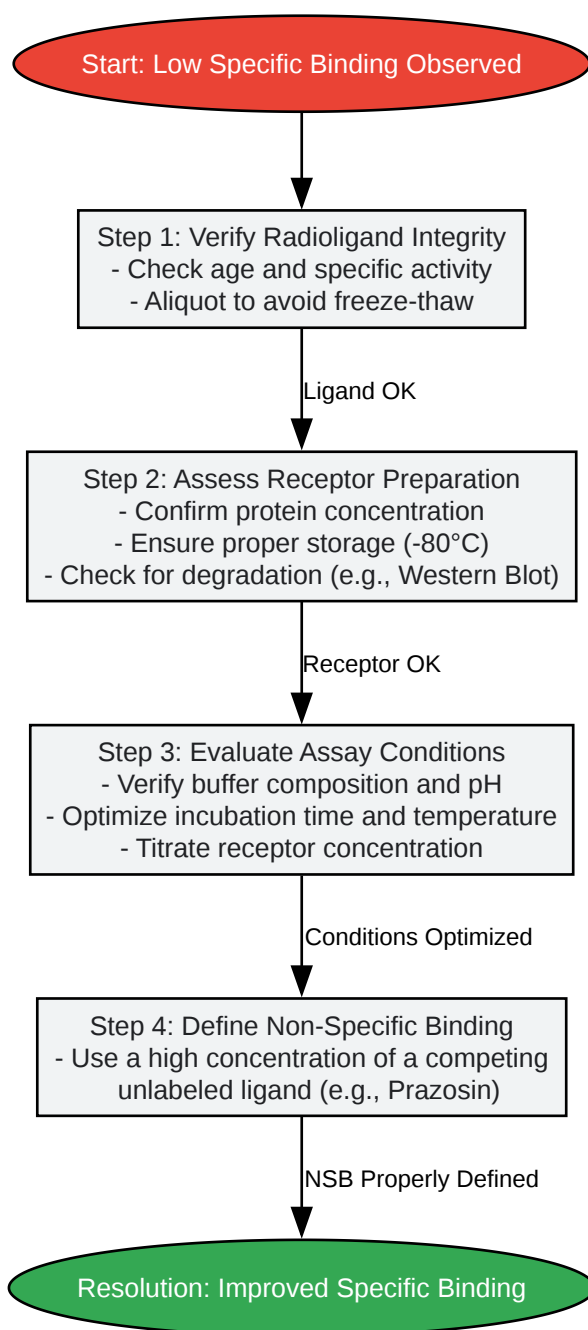 Start: Low Specific Binding Observed
Step 1: Verify Radioligand Integrity
- Check age and specific activity
- Aliquot to avoid freeze-thaw
Ligand OK
Step 2: Assess Receptor Preparation
- Confirm protein concentration
- Ensure proper storage (-80°C)
- Check for degradation (e.g., Western Blot)
Receptor OK
Step 3: Evaluate Assay Conditions
- Verify buffer composition and pH
- Optimize incubation time and temperature
- Titrate receptor concentration
Conditions Optimized
Step 4: Define Non-Specific Binding
- Use a high concentration of a competing
unlabeled ligand (e.g., Prazosin)
NSB Properly Defined
Resolution: Improved Specific Binding